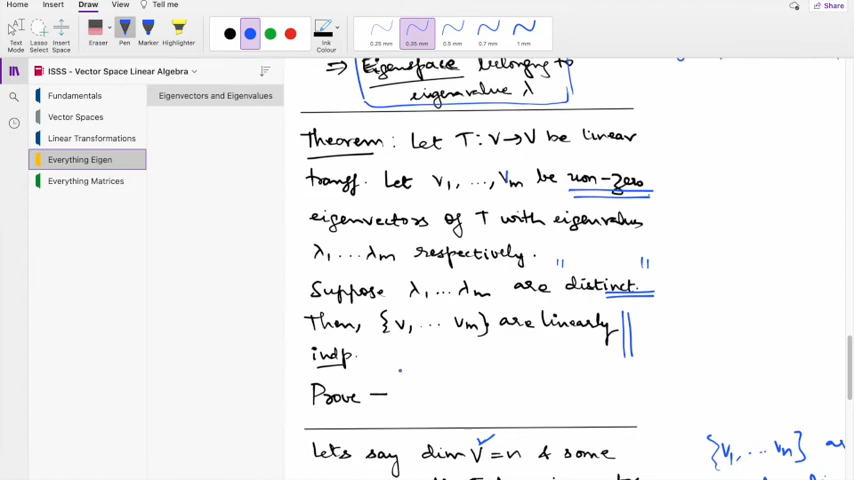 Home Insert Draw View Tell me
Share
Text Mode
Lasso Select
Insert Space
Eraser
Pen
Marker
Highlighter
Ink Colour
0.25 mm
0.35 mm
0.5 mm
0.7 mm
1 mm
ISSS - Vector Space Linear Algebra
Fundamentals
Vector Spaces
Linear Transformations
Everything Eigen
Everything Matrices
Eigenvectors and Eigenvalues
⇒ Eigenspace belonging to
eigenvalue λ
Theorem : Let T : V → V be linear
transf. Let v1, ..., vm be non-zero
eigenvectors of T with eigenvalues
λ1 ... λm respectively.
Suppose λ1 ... λm are " distinct. "
Then, {v1 ... vm} are linearly
indp.
Prove —
Lets say dim V = n & some
{v1, ... vn} are